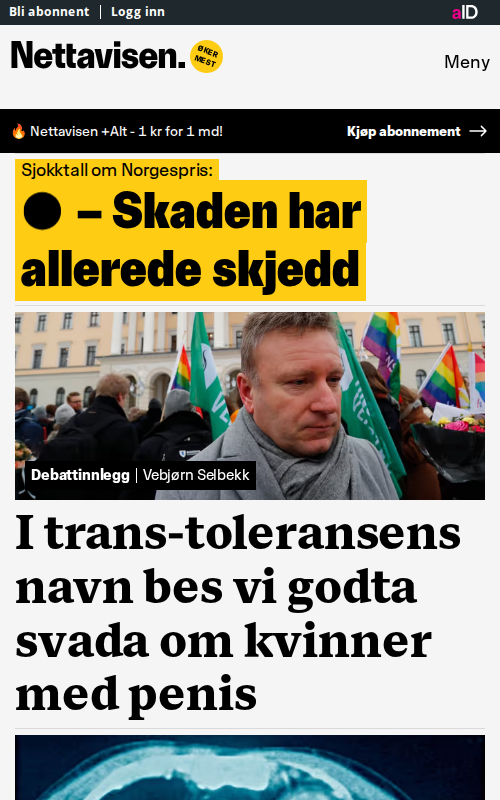 Bli abonnent | Logg inn
aID
Nettavisen.
ØKER MEST
Meny
🔥 Nettavisen +Alt - 1 kr for 1 md!
Kjøp abonnement →
Sjokktall om Norgespris:
● – Skaden har
allerede skjedd
Debattinnlegg | Vebjørn Selbekk
I trans-toleransens
navn bes vi godta
svada om kvinner
med penis